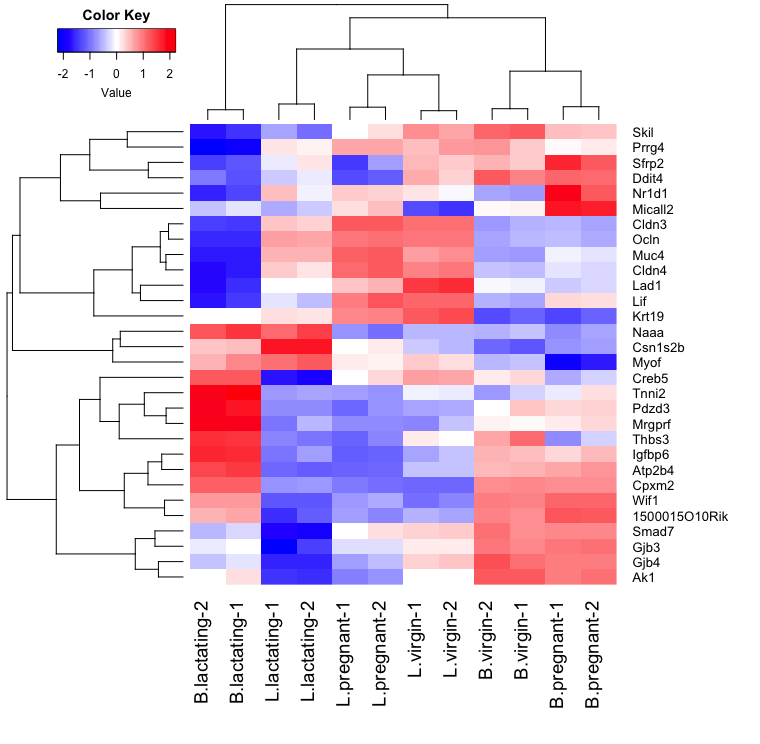 Color Key
-2 -1 0 1 2
Value
Skil
Prrg4
Sfrp2
Ddit4
Nr1d1
Micall2
Cldn3
Ocln
Muc4
Cldn4
Lad1
Lif
Krt19
Naaa
Csn1s2b
Myof
Creb5
Tnni2
Pdzd3
Mrgprf
Thbs3
Igfbp6
Atp2b4
Cpxm2
Wif1
1500015O10Rik
Smad7
Gjb3
Gjb4
Ak1
B.lactating-2
B.lactating-1
L.lactating-1
L.lactating-2
L.pregnant-1
L.pregnant-2
L.virgin-1
L.virgin-2
B.virgin-2
B.virgin-1
B.pregnant-1
B.pregnant-2